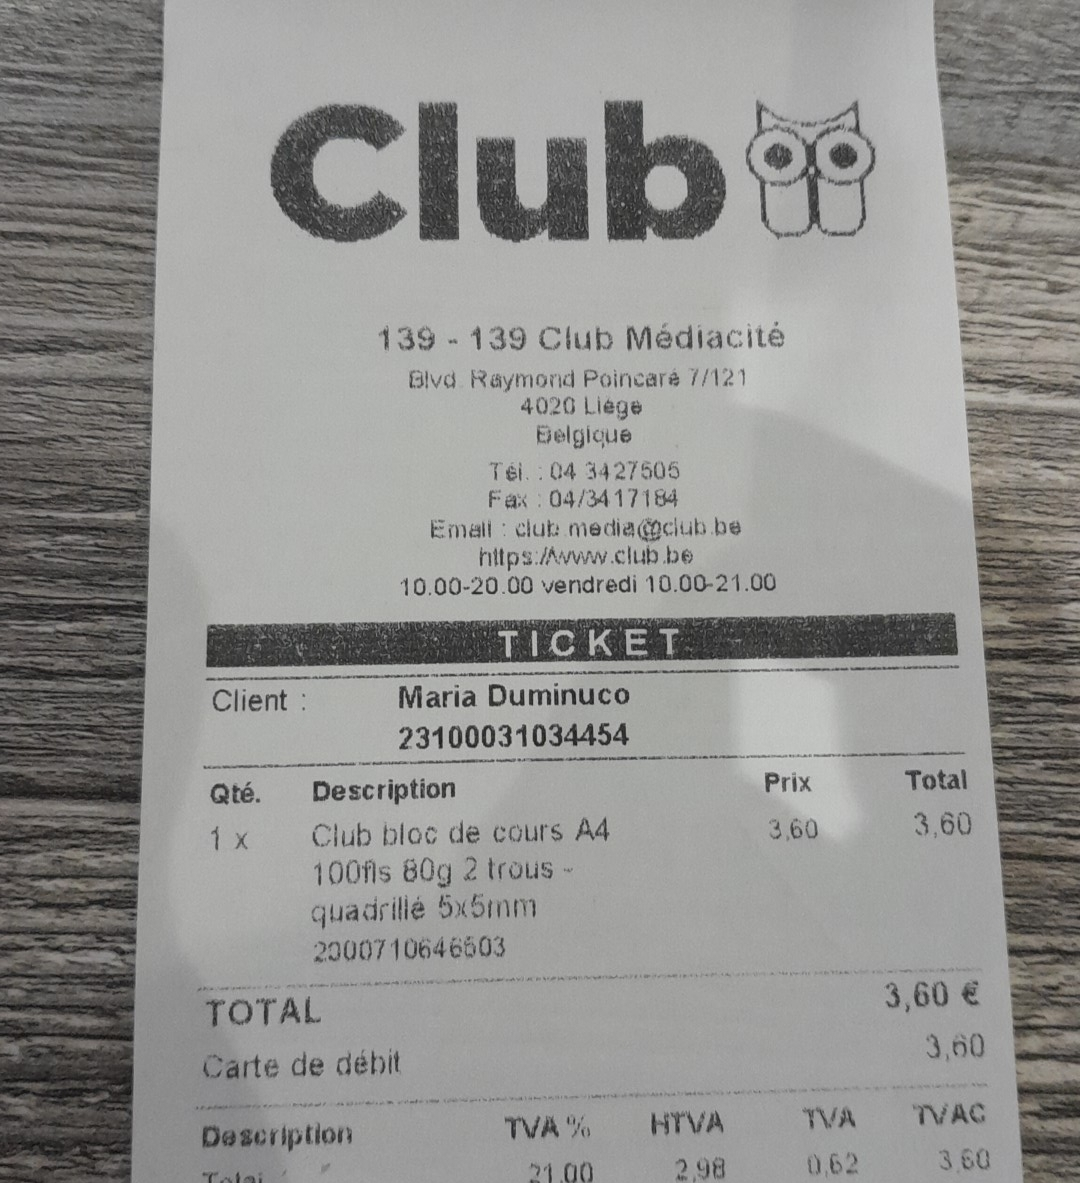 Club
139 - 139 Club Médiacité
Blvd. Raymond Poincaré 7/121
4020 Liège
Belgique
Tél. : 04 3427505
Fax : 04/3417184
Email : club.media@club.be
https://www.club.be
10.00-20.00 vendredi 10.00-21.00
TICKET
Client : Maria Duminuco
23100031034454
Qté. Description Prix Total
1 x Club bloc de cours A4 3,60 3,60
100fls 80g 2 trous -
quadrillé 5x5mm
TOTAL 3,60 €
Carte de débit 3,60
Description TVA % HTVA TVA TVAC
Total 21.00 2,98 0,62 3,60